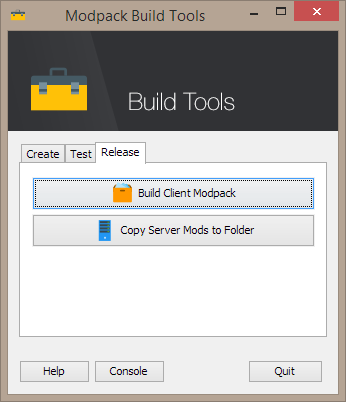 Modpack Build Tools
Build Tools
Create Test Release
Build Client Modpack
Copy Server Mods to Folder
Help Console Quit